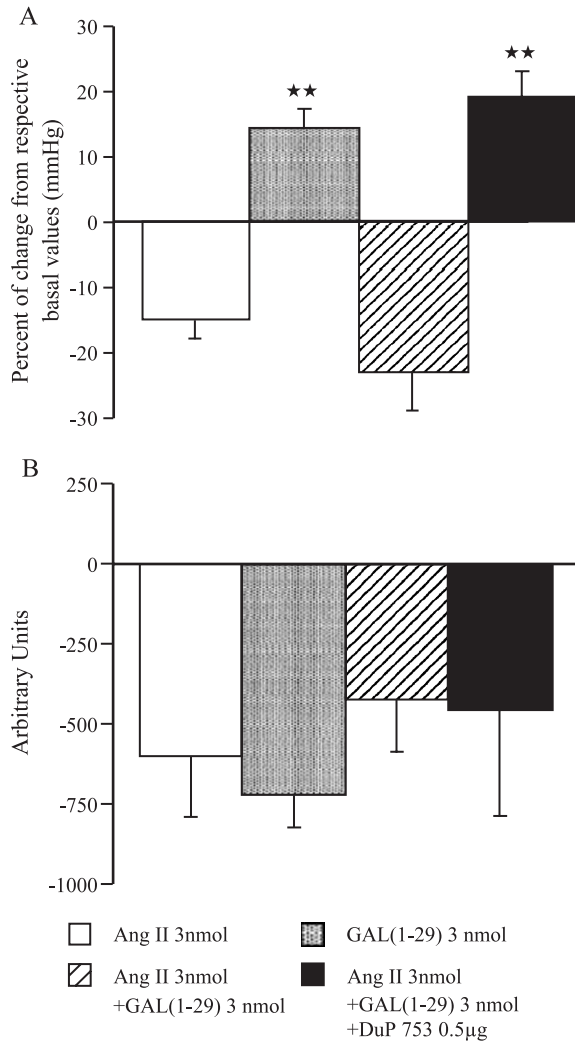 A
30
20
10
0
-10
-20
-30
Percent of change from respective
basal values (mmHg)
★★
★★
B
250
0
-250
-500
-750
-1000
Arbitrary Units
Ang II 3nmol
GAL(1-29) 3 nmol
Ang II 3nmol
+GAL(1-29) 3 nmol
Ang II 3nmol
+GAL(1-29) 3 nmol
+DuP 753 0.5µg